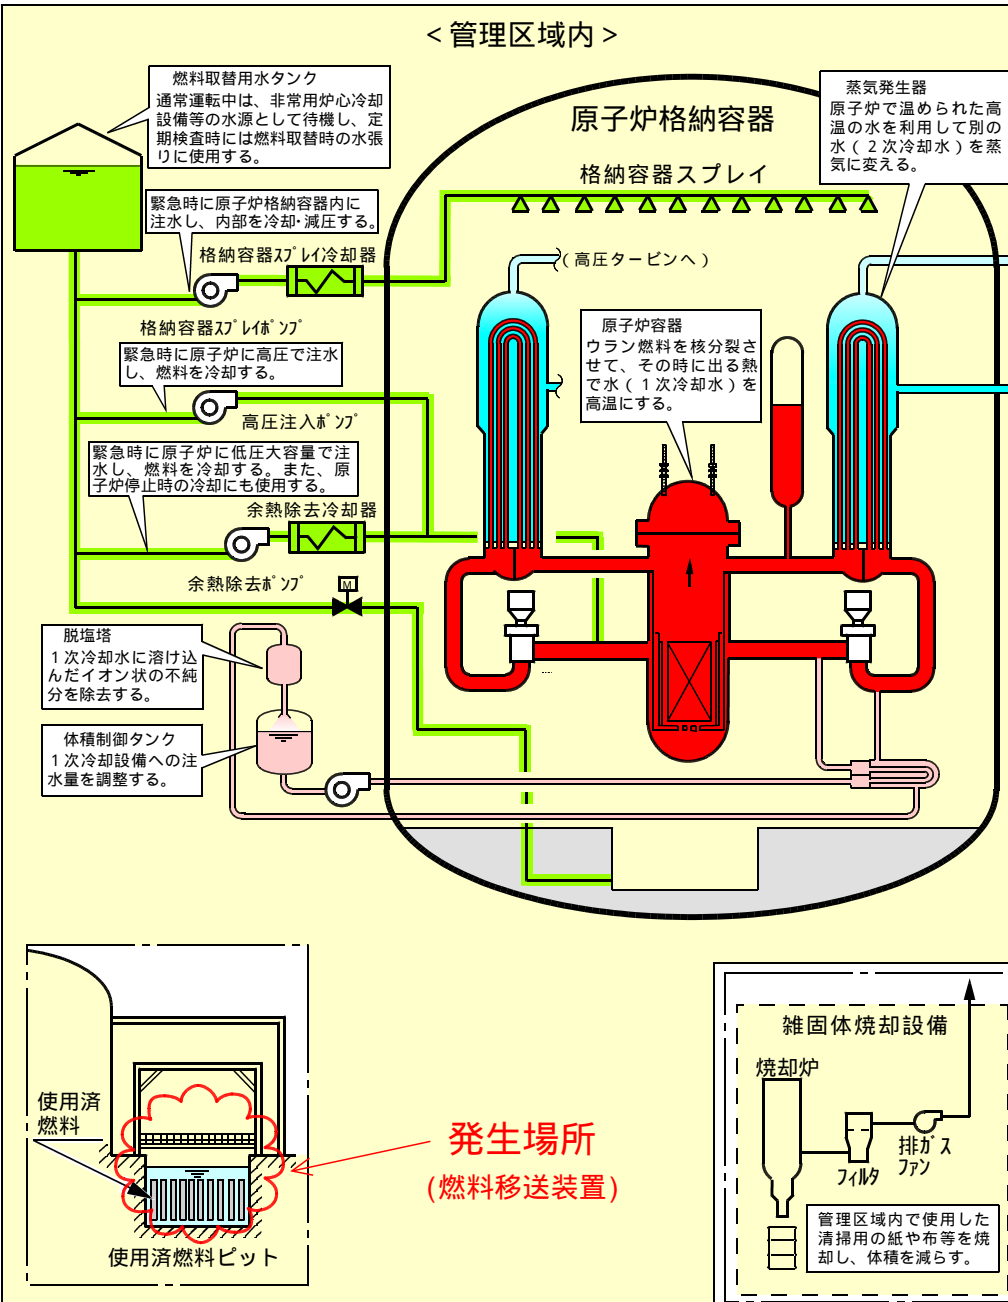 ＜管理区域内＞
燃料取替用水タンク
通常運転中は、非常用炉心冷却
設備等の水源として待機し、定
期検査時には燃料取替時の水張
りに使用する。
蒸気発生器
原子炉で温められた高
温の水を利用して別の
水（２次冷却水）を蒸
気に変える。
原子炉格納容器
格納容器スプレイ
緊急時に原子炉格納容器内に
注水し、内部を冷却･減圧する。
格納容器ｽﾌﾟﾚｲ冷却器
（高圧タービンへ）
格納容器ｽﾌﾟﾚｲﾎﾟﾝﾌﾟ
原子炉容器
ウラン燃料を核分裂さ
せて、その時に出る熱
で水（１次冷却水）を
高温にする。
緊急時に原子炉に高圧で注水
し、燃料を冷却する。
高圧注入ﾎﾟﾝﾌﾟ
緊急時に原子炉に低圧大容量で注
水し、燃料を冷却する。また、原
子炉停止時の冷却にも使用する。
余熱除去冷却器
余熱除去ﾎﾟﾝﾌﾟ
M
脱塩塔
１次冷却水に溶け込
んだイオン状の不純
分を除去する。
体積制御タンク
１次冷却設備への注
水量を調整する。
使用済
燃料
使用済燃料ピット
発生場所
(燃料移送装置)
雑固体焼却設備
焼却炉
ﾌｨﾙﾀ
排ｶﾞｽ
ﾌｧﾝ
管理区域内で使用した
清掃用の紙や布等を焼
却し、体積を減らす。